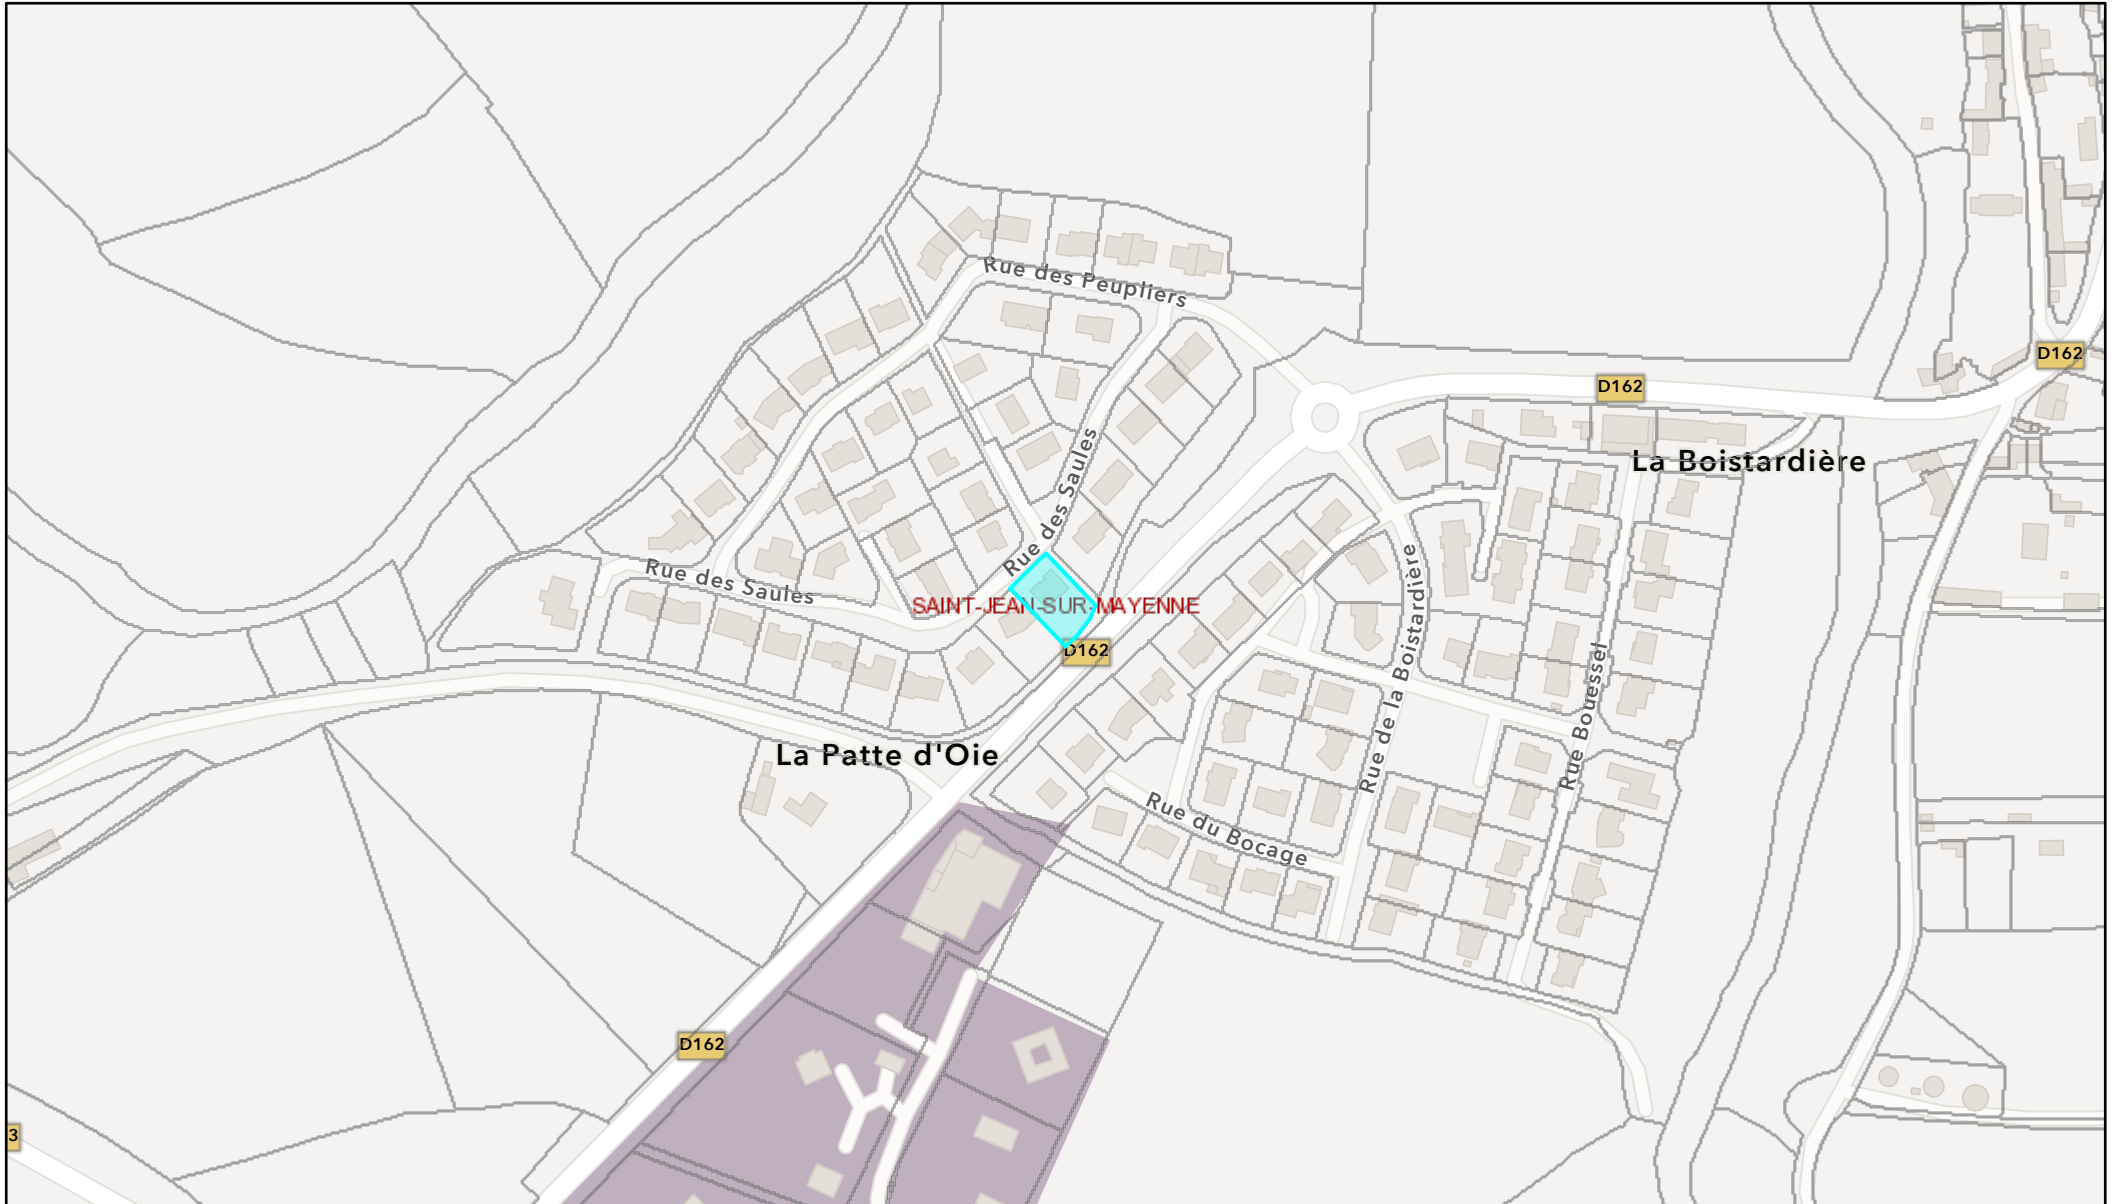 Rue des Peupliers
D162
D162
Rue des Saules
La Boistardière
Rue des Saules
SAINT-JEAN-SUR-MAYENNE
D162
Rue de la Boistardière
Rue Bouessel
La Patte d'Oie
Rue du Bocage
D162
3